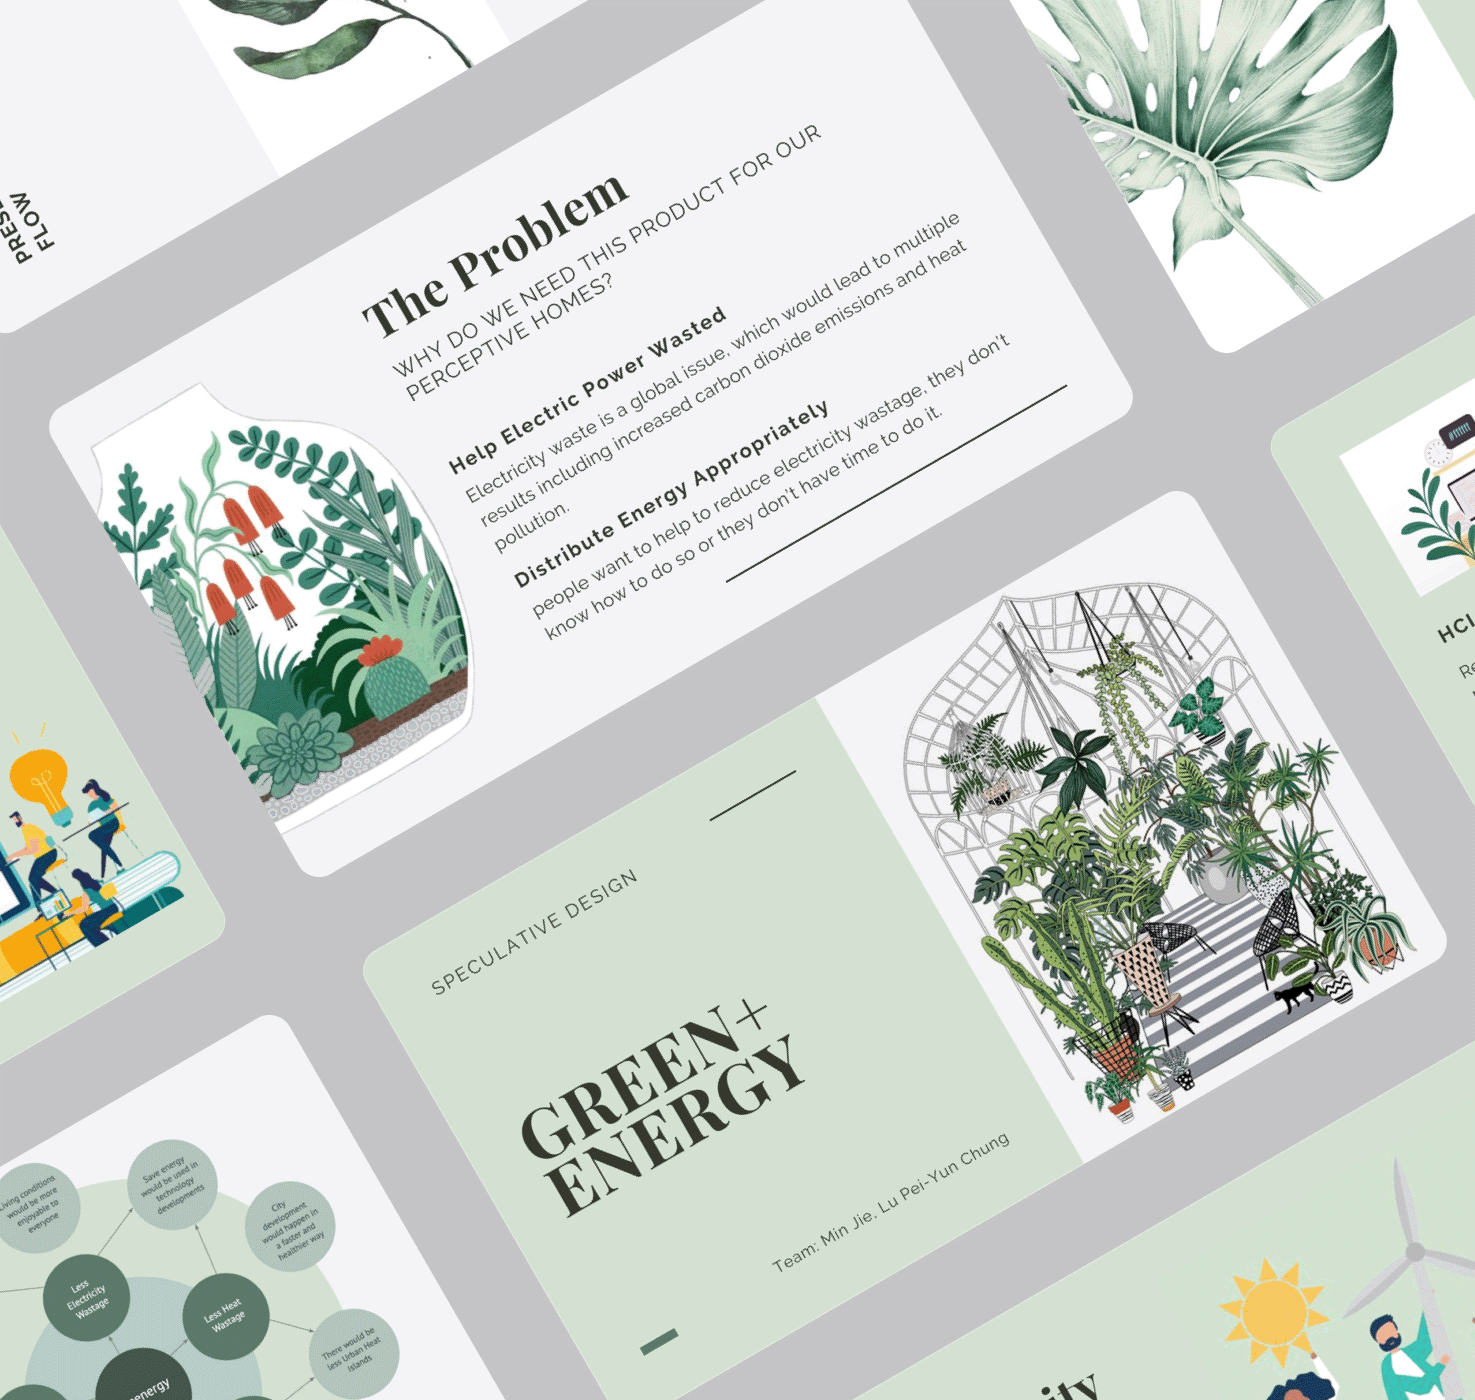 FLOW
The Problem
WHY DO WE NEED THIS PRODUCT FOR OUR
PERCEPTIVE HOMES?
Help Electric Power Wasted
Electricity waste is a global issue, which would lead to multiple
results including increased carbon dioxide emissions and heat
pollution.
Distribute Energy Appropriately
people want to help to reduce electricity wastage, they don't
know how to do so or they don't have time to do it.
SPECULATIVE DESIGN
GREEN+
ENERGY
Team: Min Jie, Lu Pei-Yun Chung
Living conditions
would be more
enjoyable to
everyone
Save energy
would be used in
technology
developments
City
development
would happen in
a faster and
healthier way
Less
Electricity
Wastage
Less Heat
Wastage
There would be
less Urban Heat
Islands